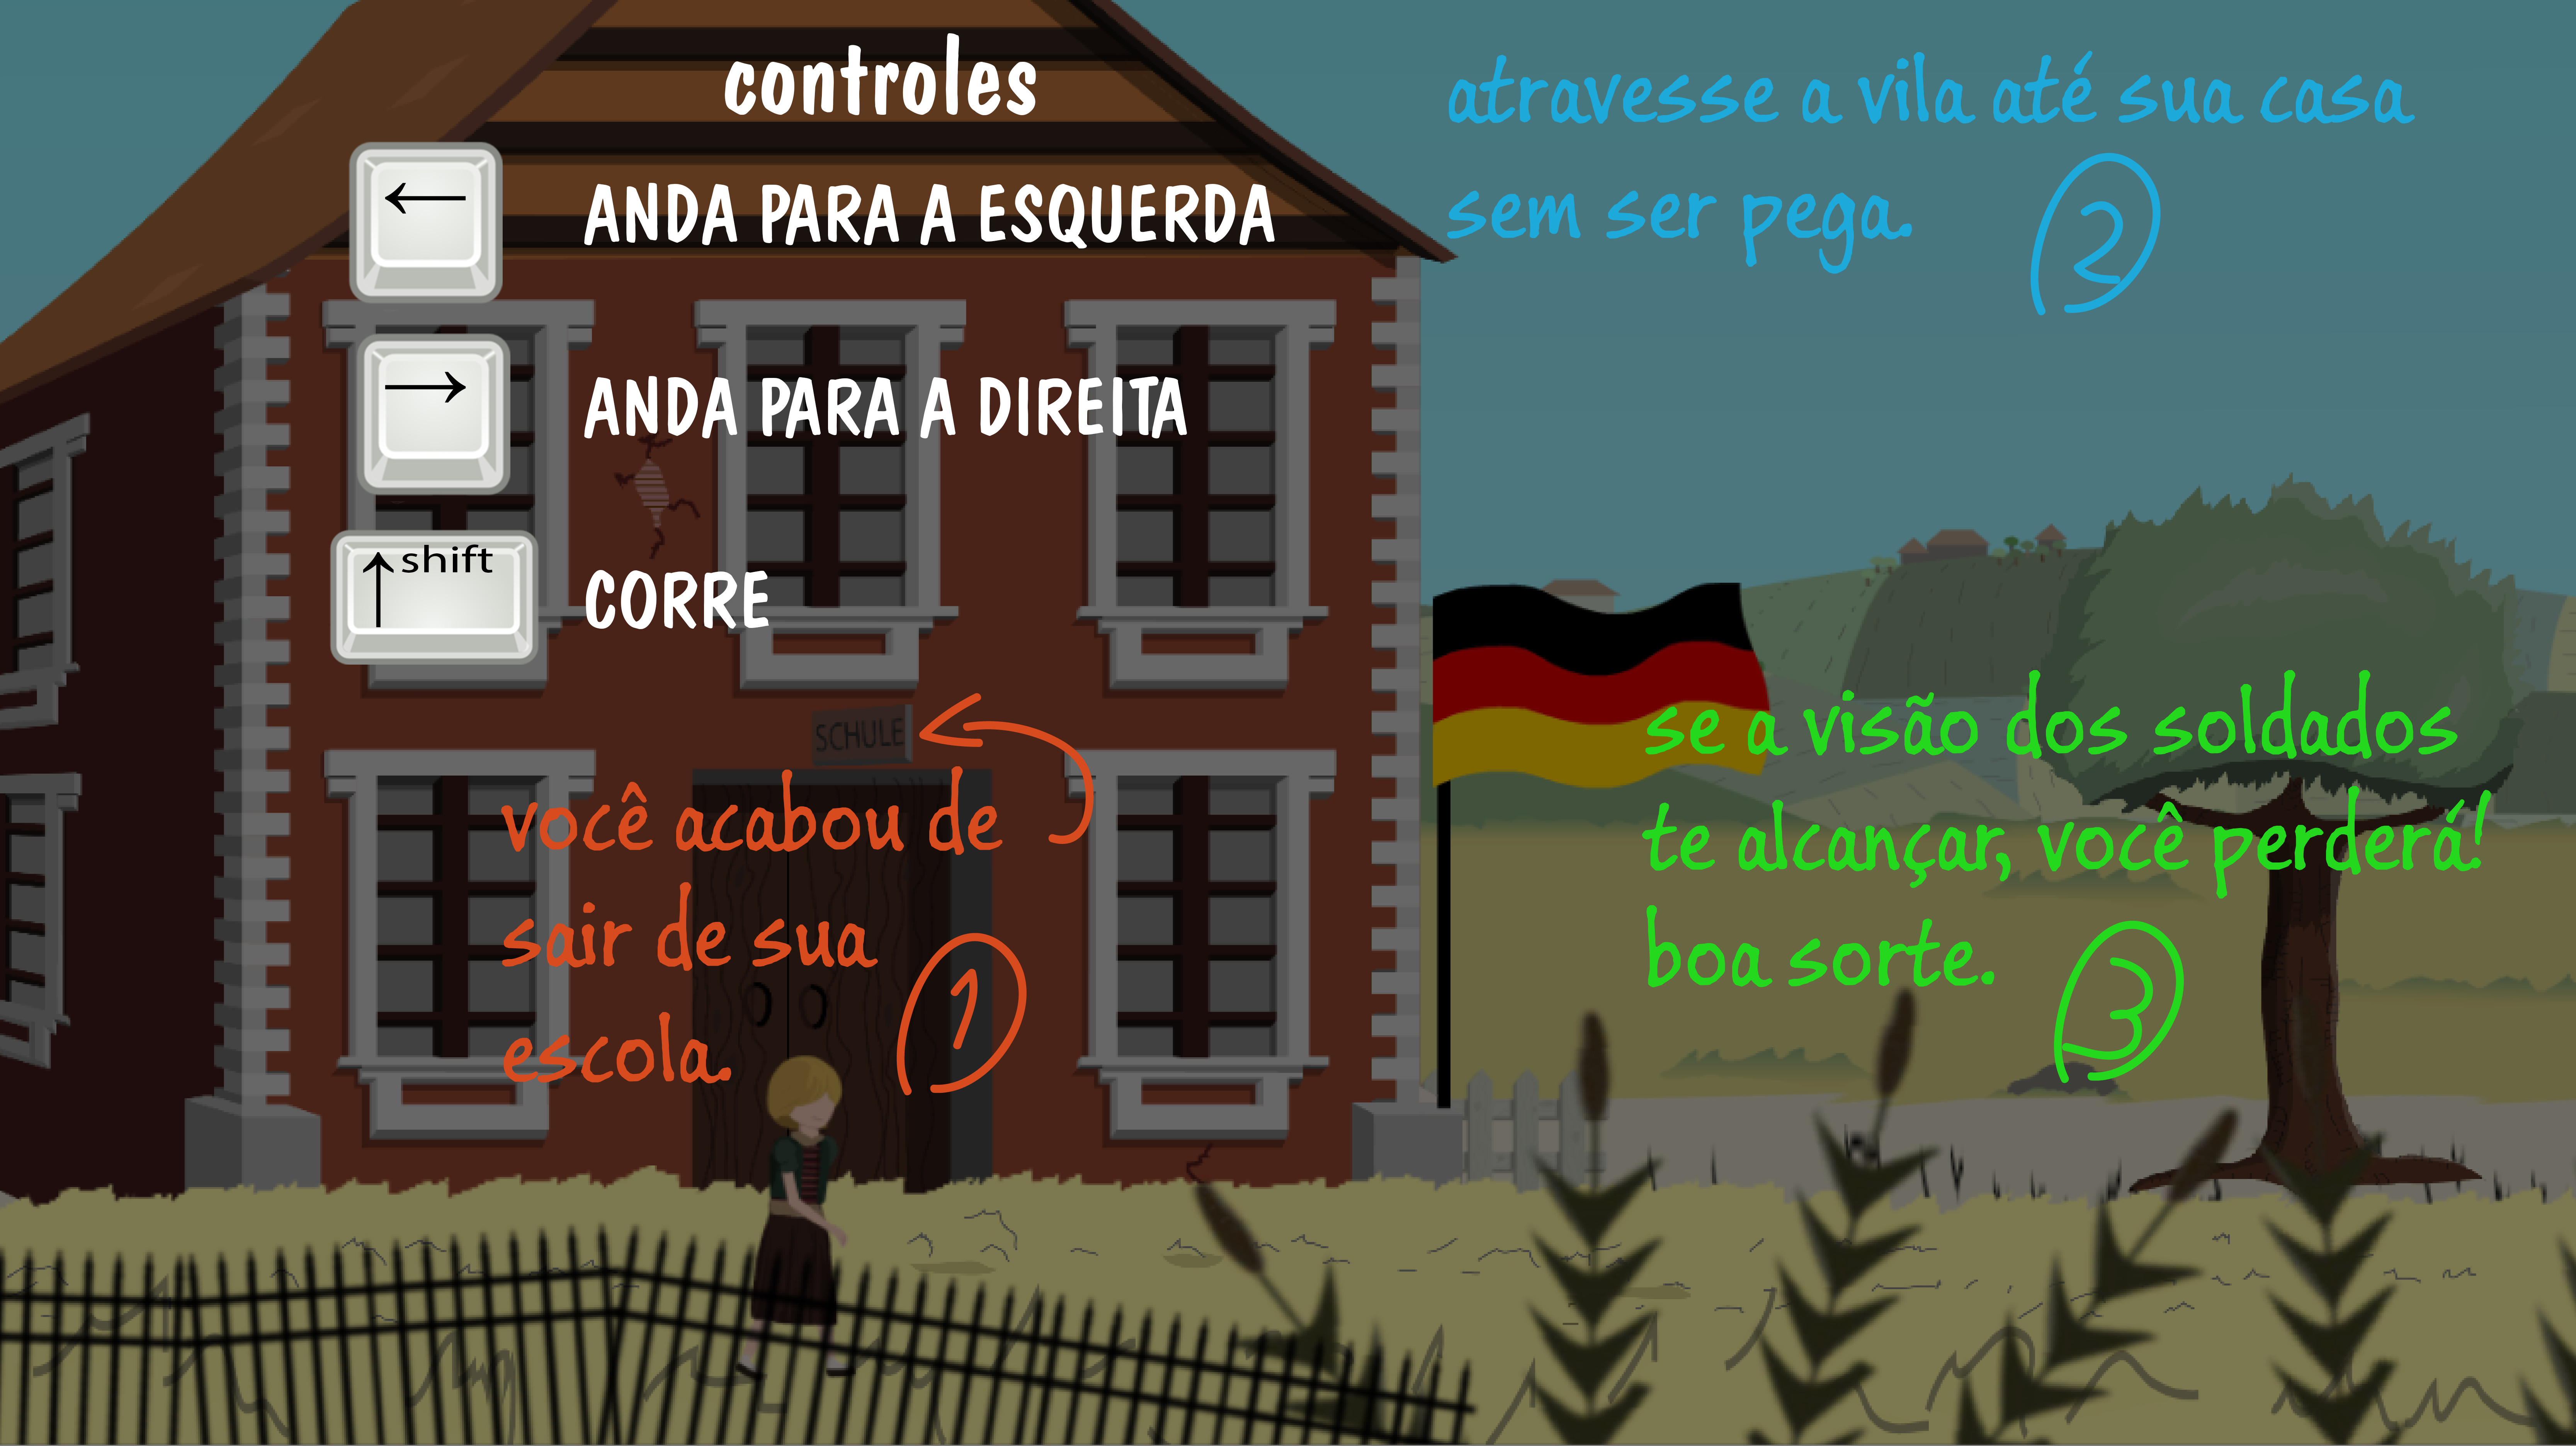 controles
←
ANDA PARA A ESQUERDA
→
ANDA PARA A DIREITA
↑ shift
CORRE
SCHULE
você acabou de
sair de sua
escola.
1
atravesse a vila até sua casa
sem ser pega.
2
se a visão dos soldados
te alcançar, você perderá!
boa sorte.
3